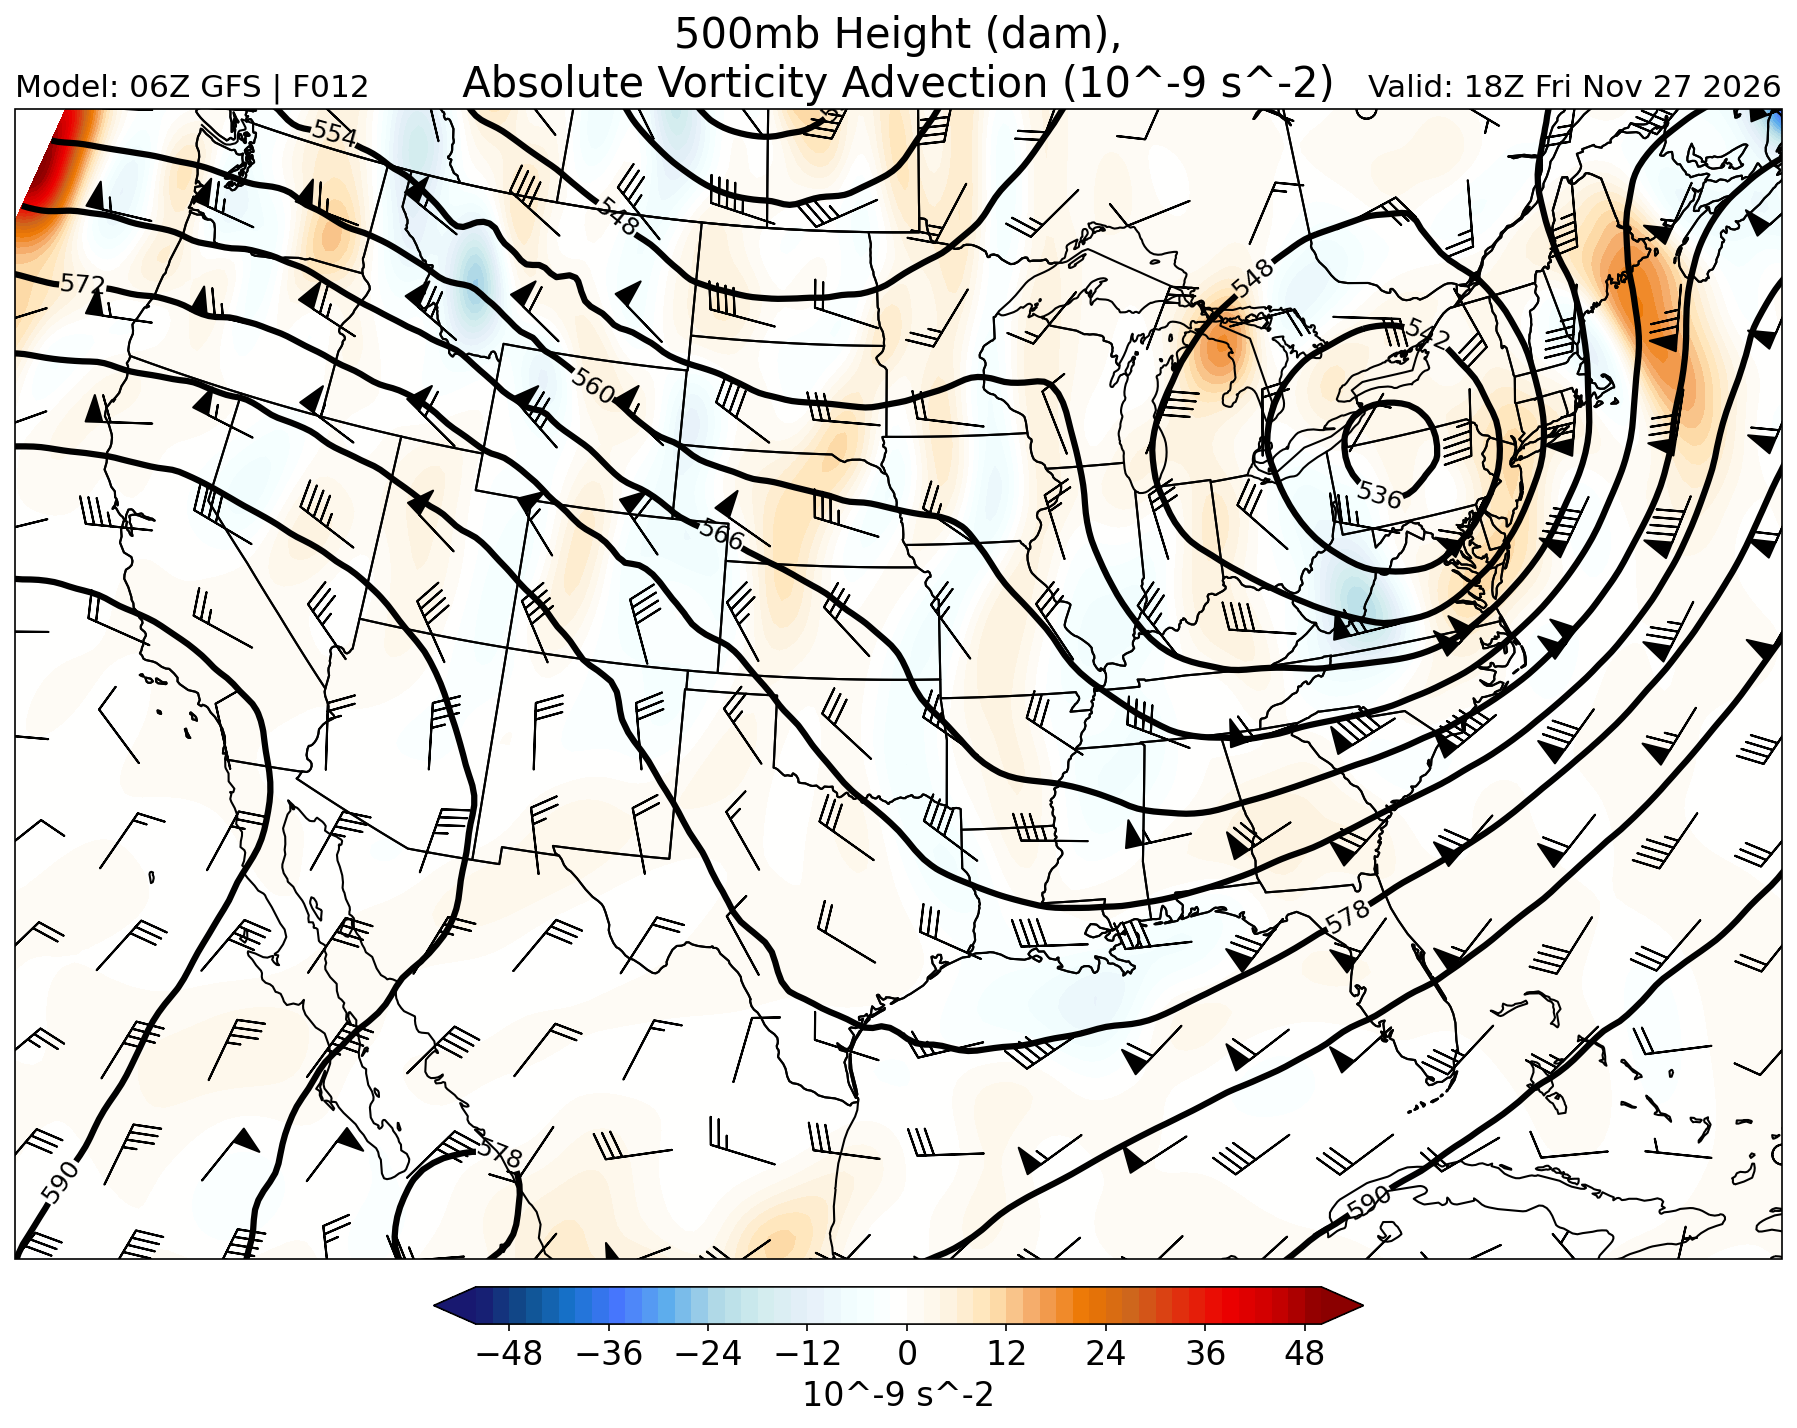 500mb Height (dam),
Model: 06Z GFS | F012
Absolute Vorticity Advection (10^-9 s^-2)
Valid: 18Z Fri Nov 27 2026
554
548
572
548
542
560
536
566
578
578
590
590
−48 −36 −24 −12 0 12 24 36 48
10^-9 s^-2